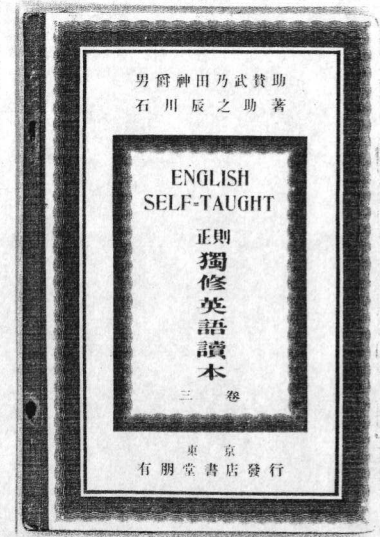 男爵神田乃武賛助
石川辰之助著
ENGLISH
SELF-TAUGHT
正則
獨修英語讀本
三卷
東京
有朋堂書店發行